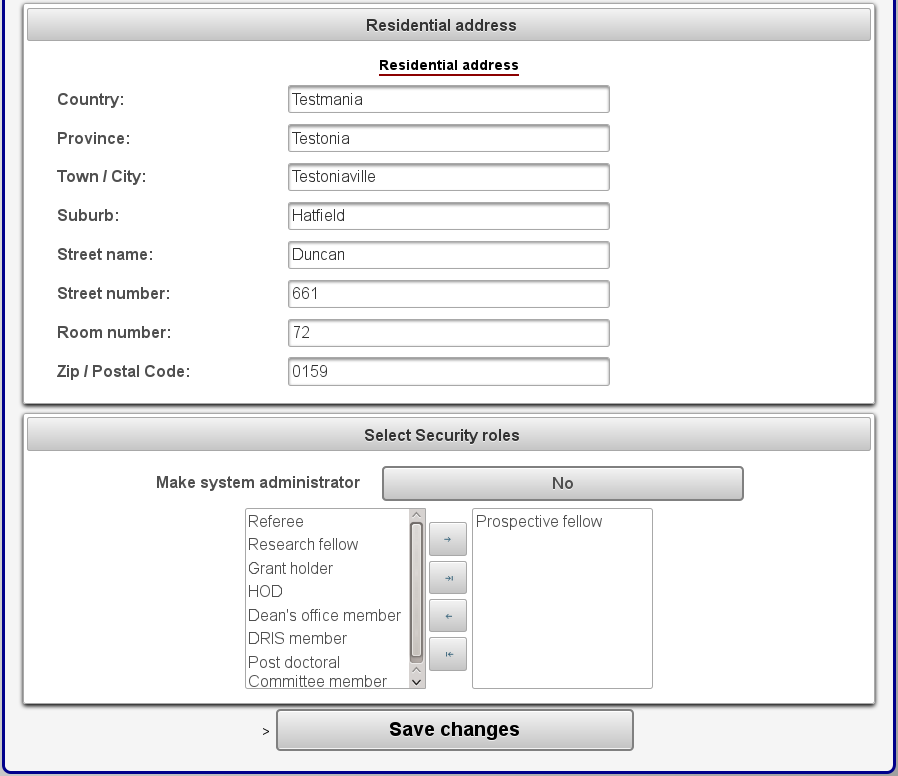 Residential address
Residential address
Country: Testmania
Province: Testonia
Town / City: Testoniaville
Suburb: Hatfield
Street name: Duncan
Street number: 661
Room number: 72
Zip / Postal Code: 0159
Select Security roles
Make system administrator No
Referee
Research fellow
Grant holder
HOD
Dean's office member
DRIS member
Post doctoral
Committee member
Prospective fellow
> Save changes